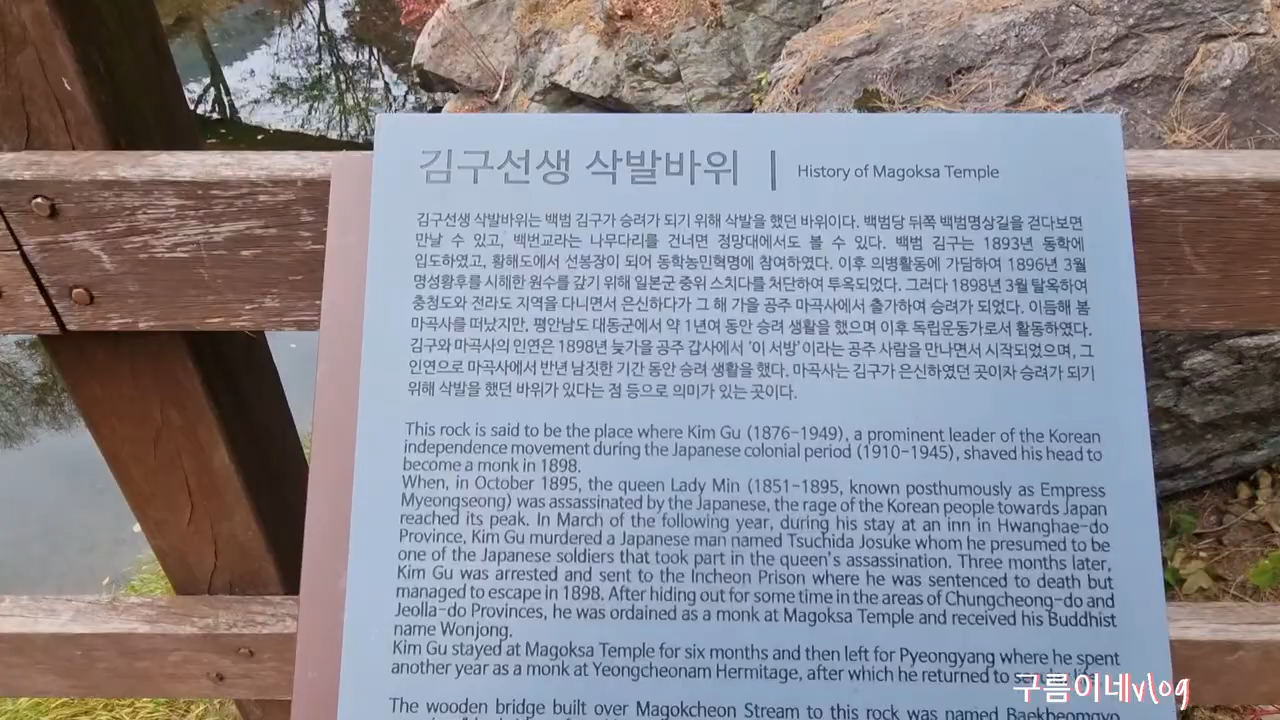 김구선생 삭발바위 | History of Magoksa Temple
김구선생 삭발바위는 백범 김구가 승려가 되기 위해 삭발을 했던 바위이다. 백범당 뒤쪽 백범명상길을 걷다보면
만날 수 있고, 백번교라는 나무다리를 건너면 정망대에서도 볼 수 있다. 백범 김구는 1893년 동학에
입도하였고, 황해도에서 선봉장이 되어 동학농민혁명에 참여하였다. 이후 의병활동에 가담하여 1896년 3월
명성황후를 시해한 원수를 갚기 위해 일본군 중위 스치다를 처단하여 투옥되었다. 그러다 1898년 3월 탈옥하여
충청도와 전라도 지역을 다니면서 은신하다가 그 해 가을 공주 마곡사에서 출가하여 승려가 되었다. 이듬해 봄
마곡사를 떠났지만, 평안남도 대동군에서 약 1년여 동안 승려 생활을 했으며 이후 독립운동가로서 활동하였다.
김구와 마곡사의 인연은 1898년 늦가을 공주 갑사에서 '이 서방'이라는 공주 사람을 만나면서 시작되었으며, 그
인연으로 마곡사에서 반년 남짓한 기간 동안 승려 생활을 했다. 마곡사는 김구가 은신하였던 곳이자 승려가 되기
위해 삭발을 했던 바위가 있다는 점 등으로 의미가 있는 곳이다.
This rock is said to be the place where Kim Gu (1876-1949), a prominent leader of the Korean
independence movement during the Japanese colonial period (1910-1945), shaved his head to
become a monk in 1898.
When, in October 1895, the queen Lady Min (1851-1895, known posthumously as Empress
Myeongseong) was assassinated by the Japanese, the rage of the Korean people towards Japan
reached its peak. In March of the following year, during his stay at an inn in Hwanghae-do
Province, Kim Gu murdered a Japanese man named Tsuchida Josuke whom he presumed to be
one of the Japanese soldiers that took part in the queen's assassination. Three months later,
Kim Gu was arrested and sent to the Incheon Prison where he was sentenced to death but
managed to escape in 1898. After hiding out for some time in the areas of Chungcheong-do and
Jeolla-do Provinces, he was ordained as a monk at Magoksa Temple and received his Buddhist
name Wonjong.
Kim Gu stayed at Magoksa Temple for six months and then left for Pyeongyang where he spent
another year as a monk at Yeongcheonam Hermitage, after which he returned to
구름이네vlog
The wooden bridge built over Magokcheon Stream to this rock was named Baekbeomgyo